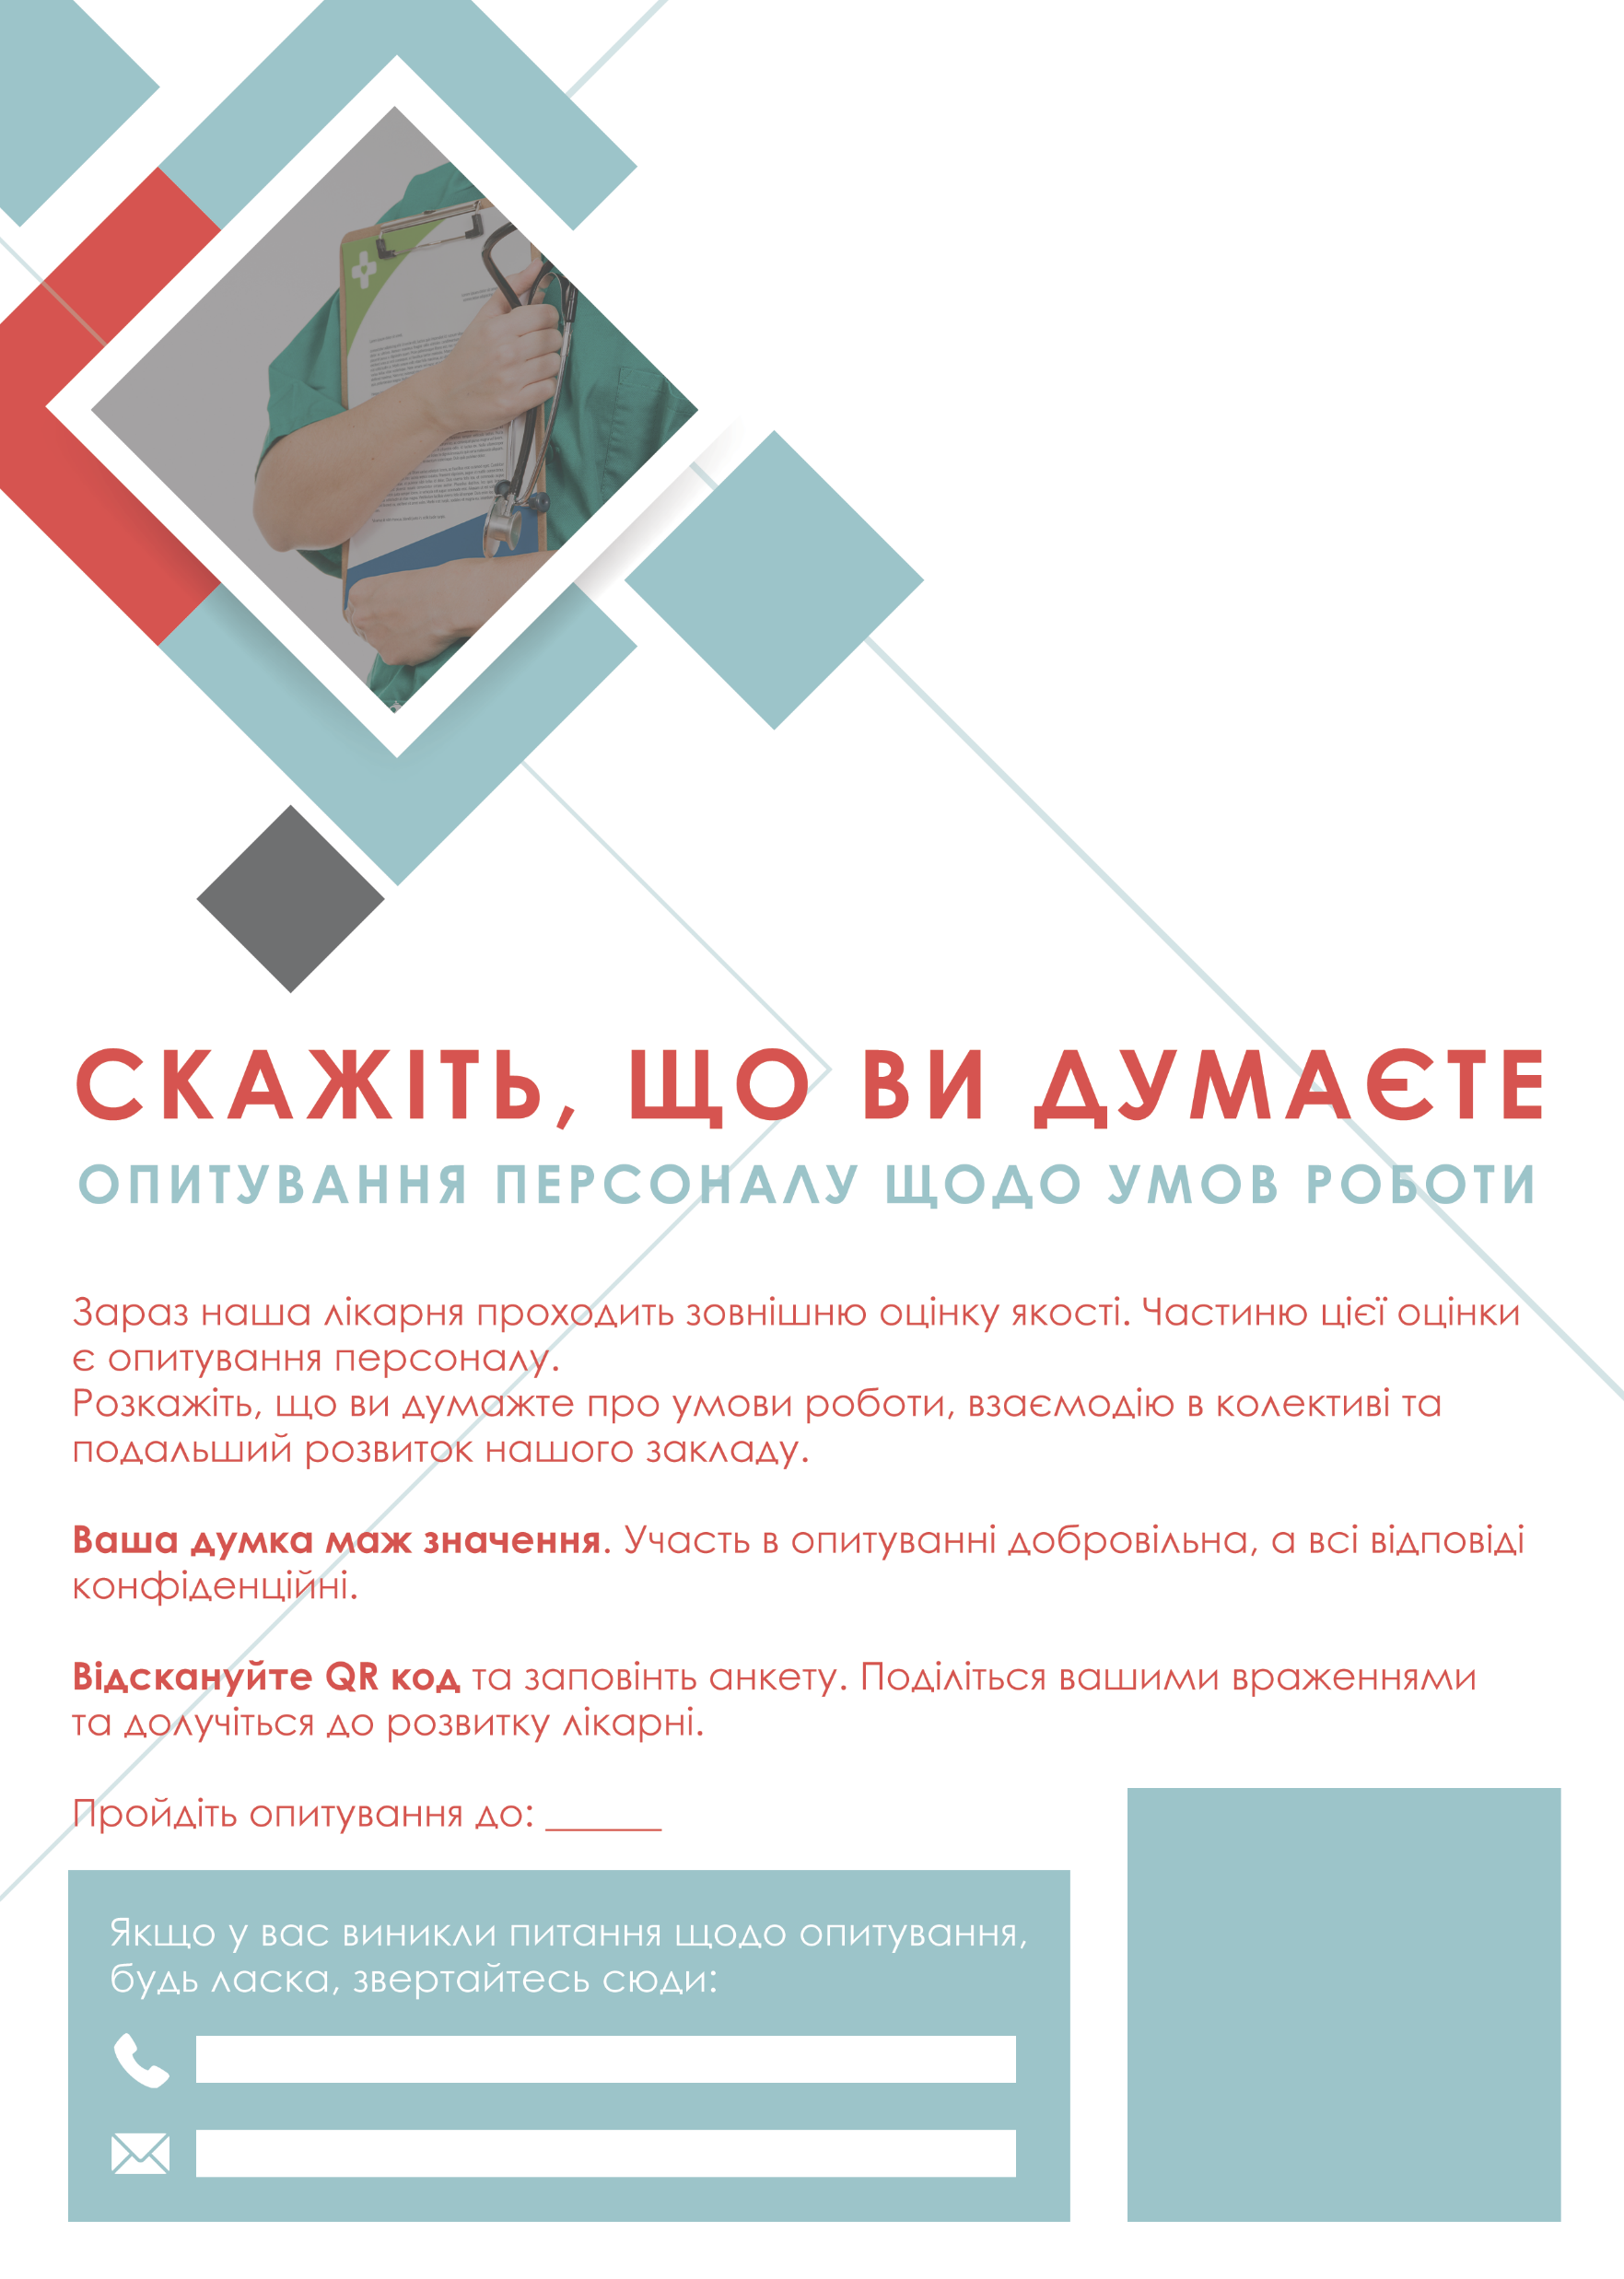 СКАЖІТЬ, ЩО ВИ ДУМАЄТЕ
ОПИТУВАННЯ ПЕРСОНАЛУ ЩОДО УМОВ РОБОТИ
Зараз наша лікарня проходить зовнішню оцінку якості. Частиню цієї оцінки
є опитування персоналу.
Розкажіть, що ви думажте про умови роботи, взаємодію в колективі та
подальший розвиток нашого закладу.
Ваша думка маж значення. Участь в опитуванні добровільна, а всі відповіді
конфіденційні.
Відскануйте QR код та заповінть анкету. Поділіться вашими враженнями
та долучіться до розвитку лікарні.
Пройдіть опитування до: ______
Якщо у вас виникли питання щодо опитування,
будь ласка, звертайтесь сюди: